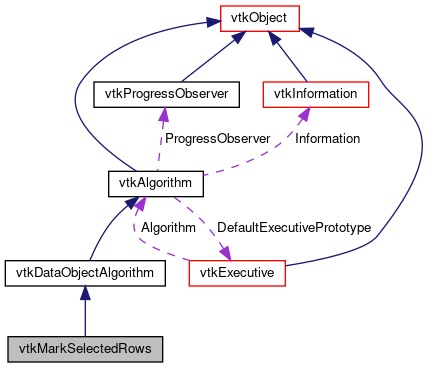 vtkObject
vtkProgressObserver
vtkInformation
ProgressObserver
Information
vtkAlgorithm
Algorithm
DefaultExecutivePrototype
vtkDataObjectAlgorithm
vtkExecutive
vtkMarkSelectedRows